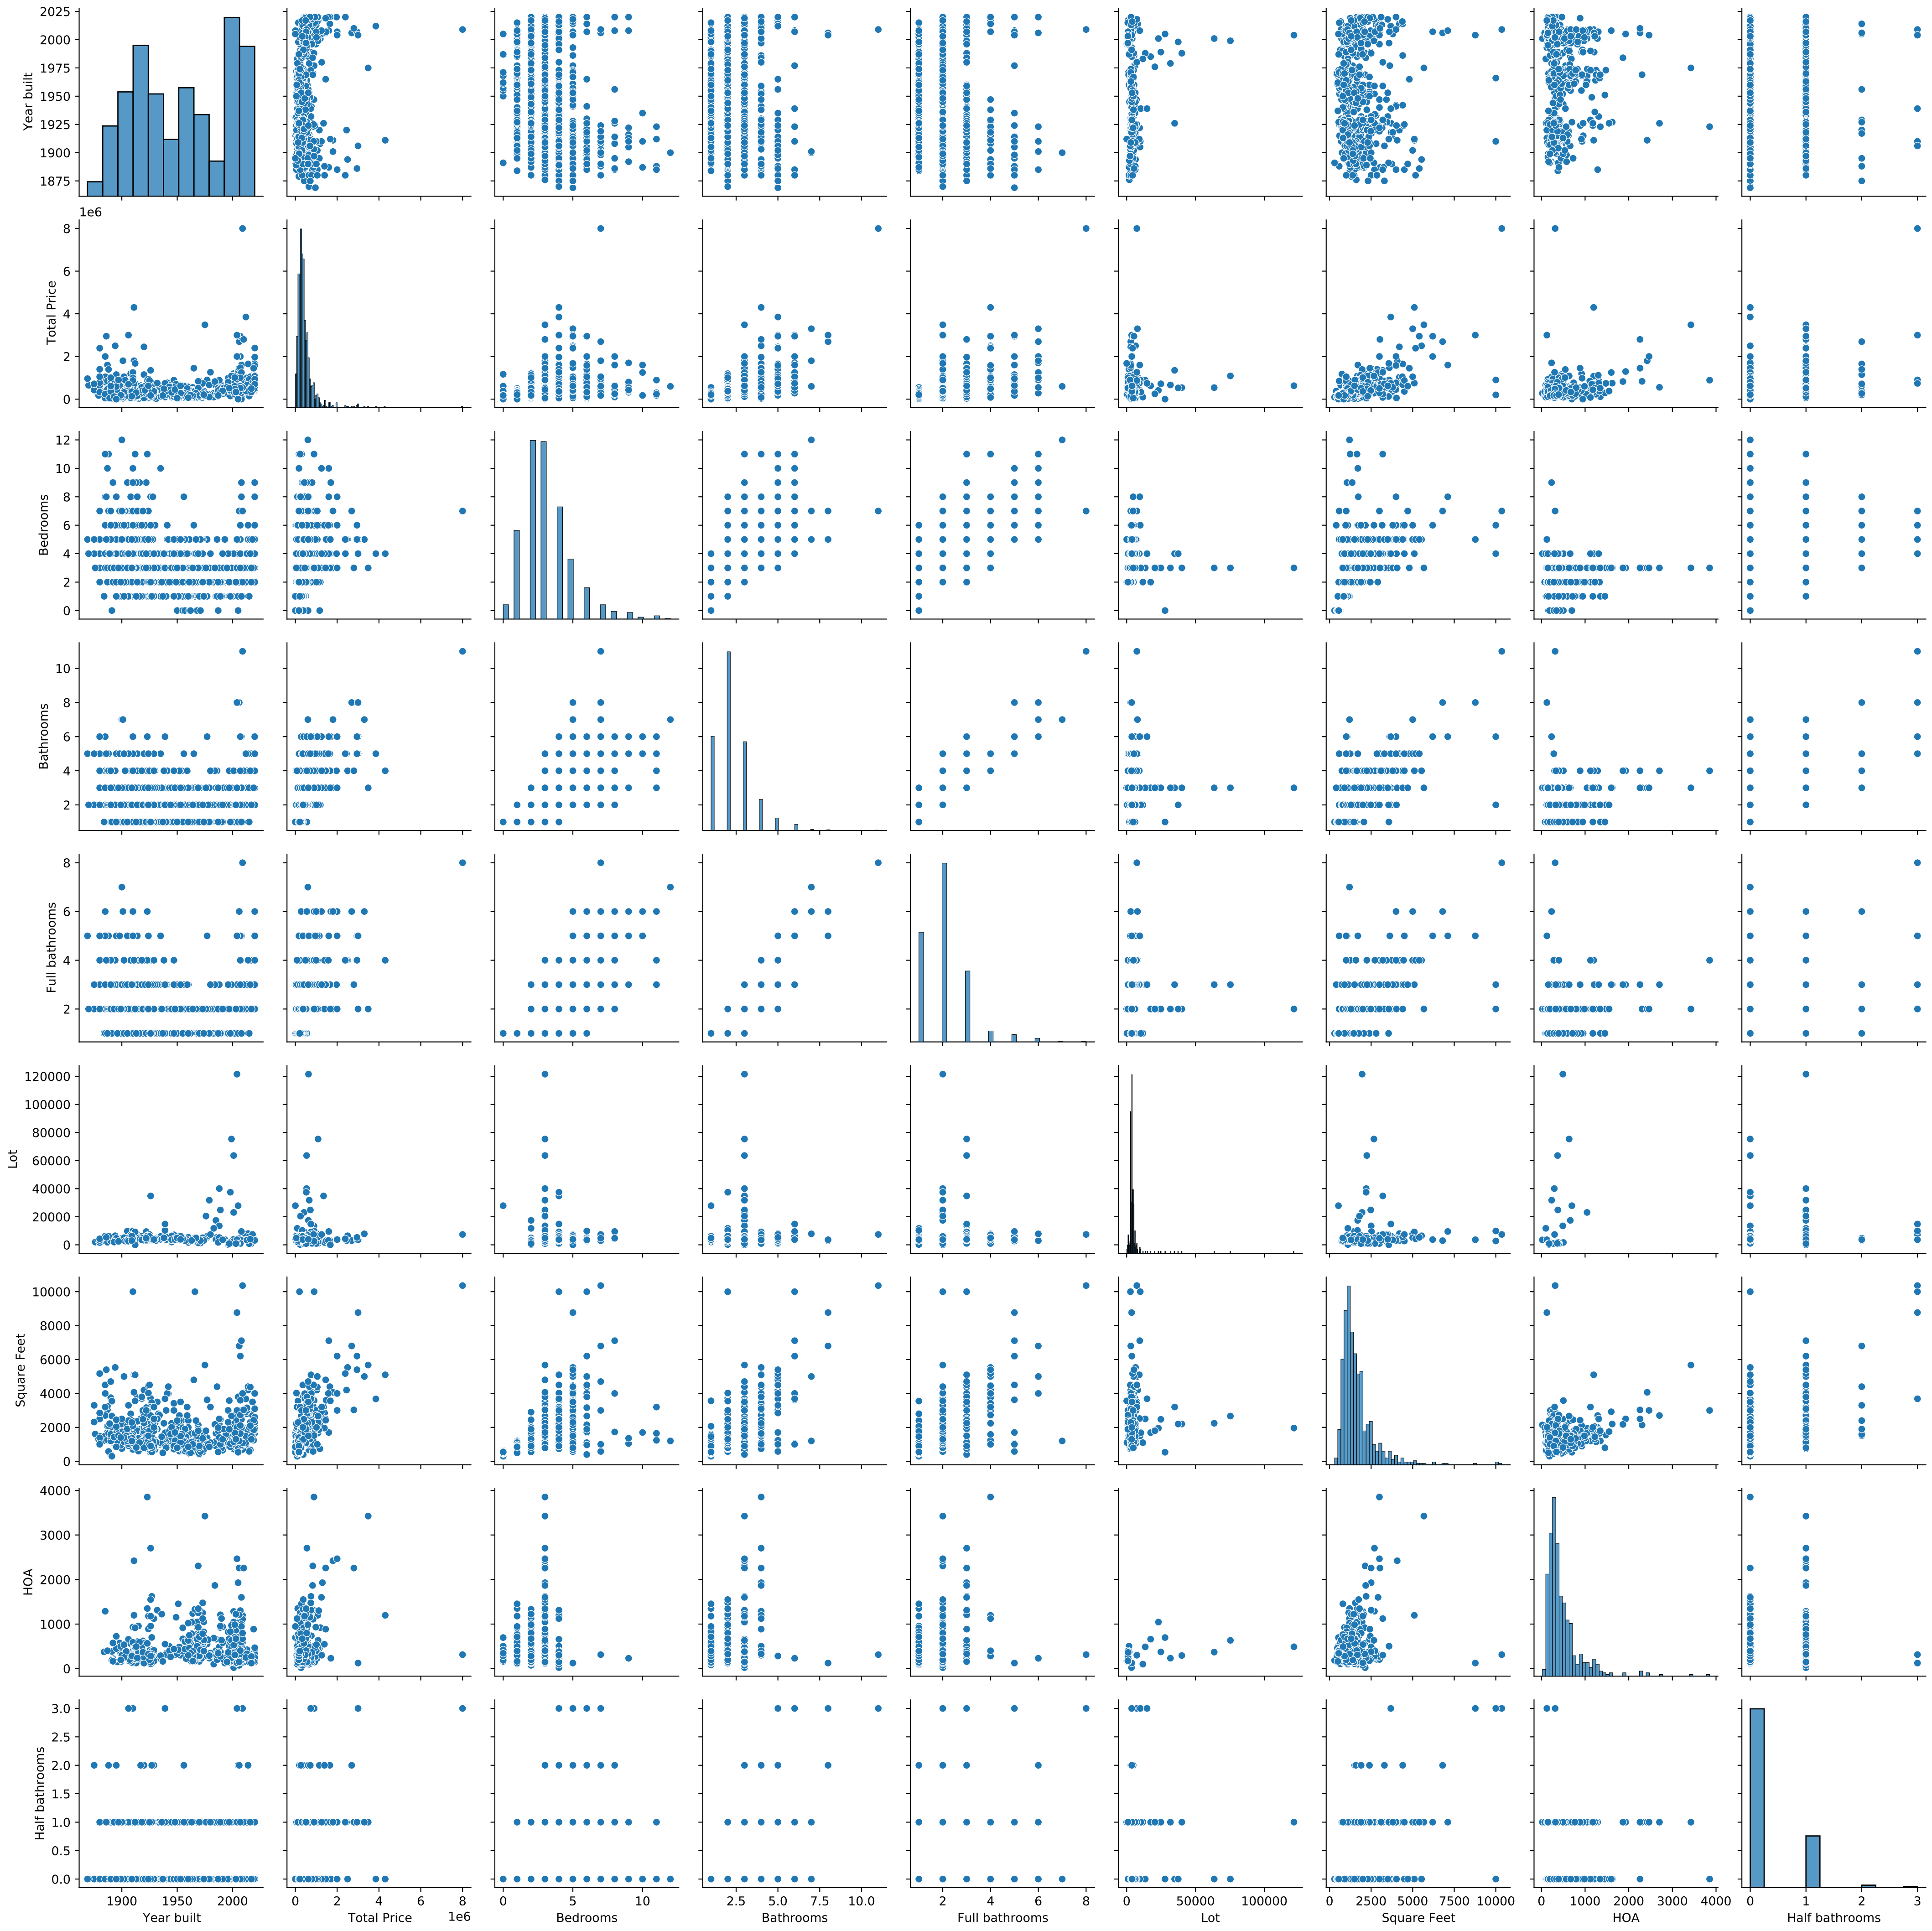 2025
2000
1975
1950
1925
1900
1875
Year built
1e6
8
6
4
2
0
Total Price
12
10
8
6
4
2
0
Bedrooms
10
8
6
4
2
Bathrooms
8
6
4
2
Full bathrooms
120000
100000
80000
60000
40000
20000
0
Lot
10000
8000
6000
4000
2000
0
Square Feet
4000
3000
2000
1000
0
HOA
3.0
2.5
2.0
1.5
1.0
0.5
0.0
Half bathrooms
1900 1950 2000
Year built
0 2 4 6 8
Total Price 1e6
0 5 10
Bedrooms
2.5 5.0 7.5 10.0
Bathrooms
2 4 6 8
Full bathrooms
0 50000 100000
Lot
0 2500 5000 7500 10000
Square Feet
0 1000 2000 3000 4000
HOA
0 1 2 3
Half bathrooms